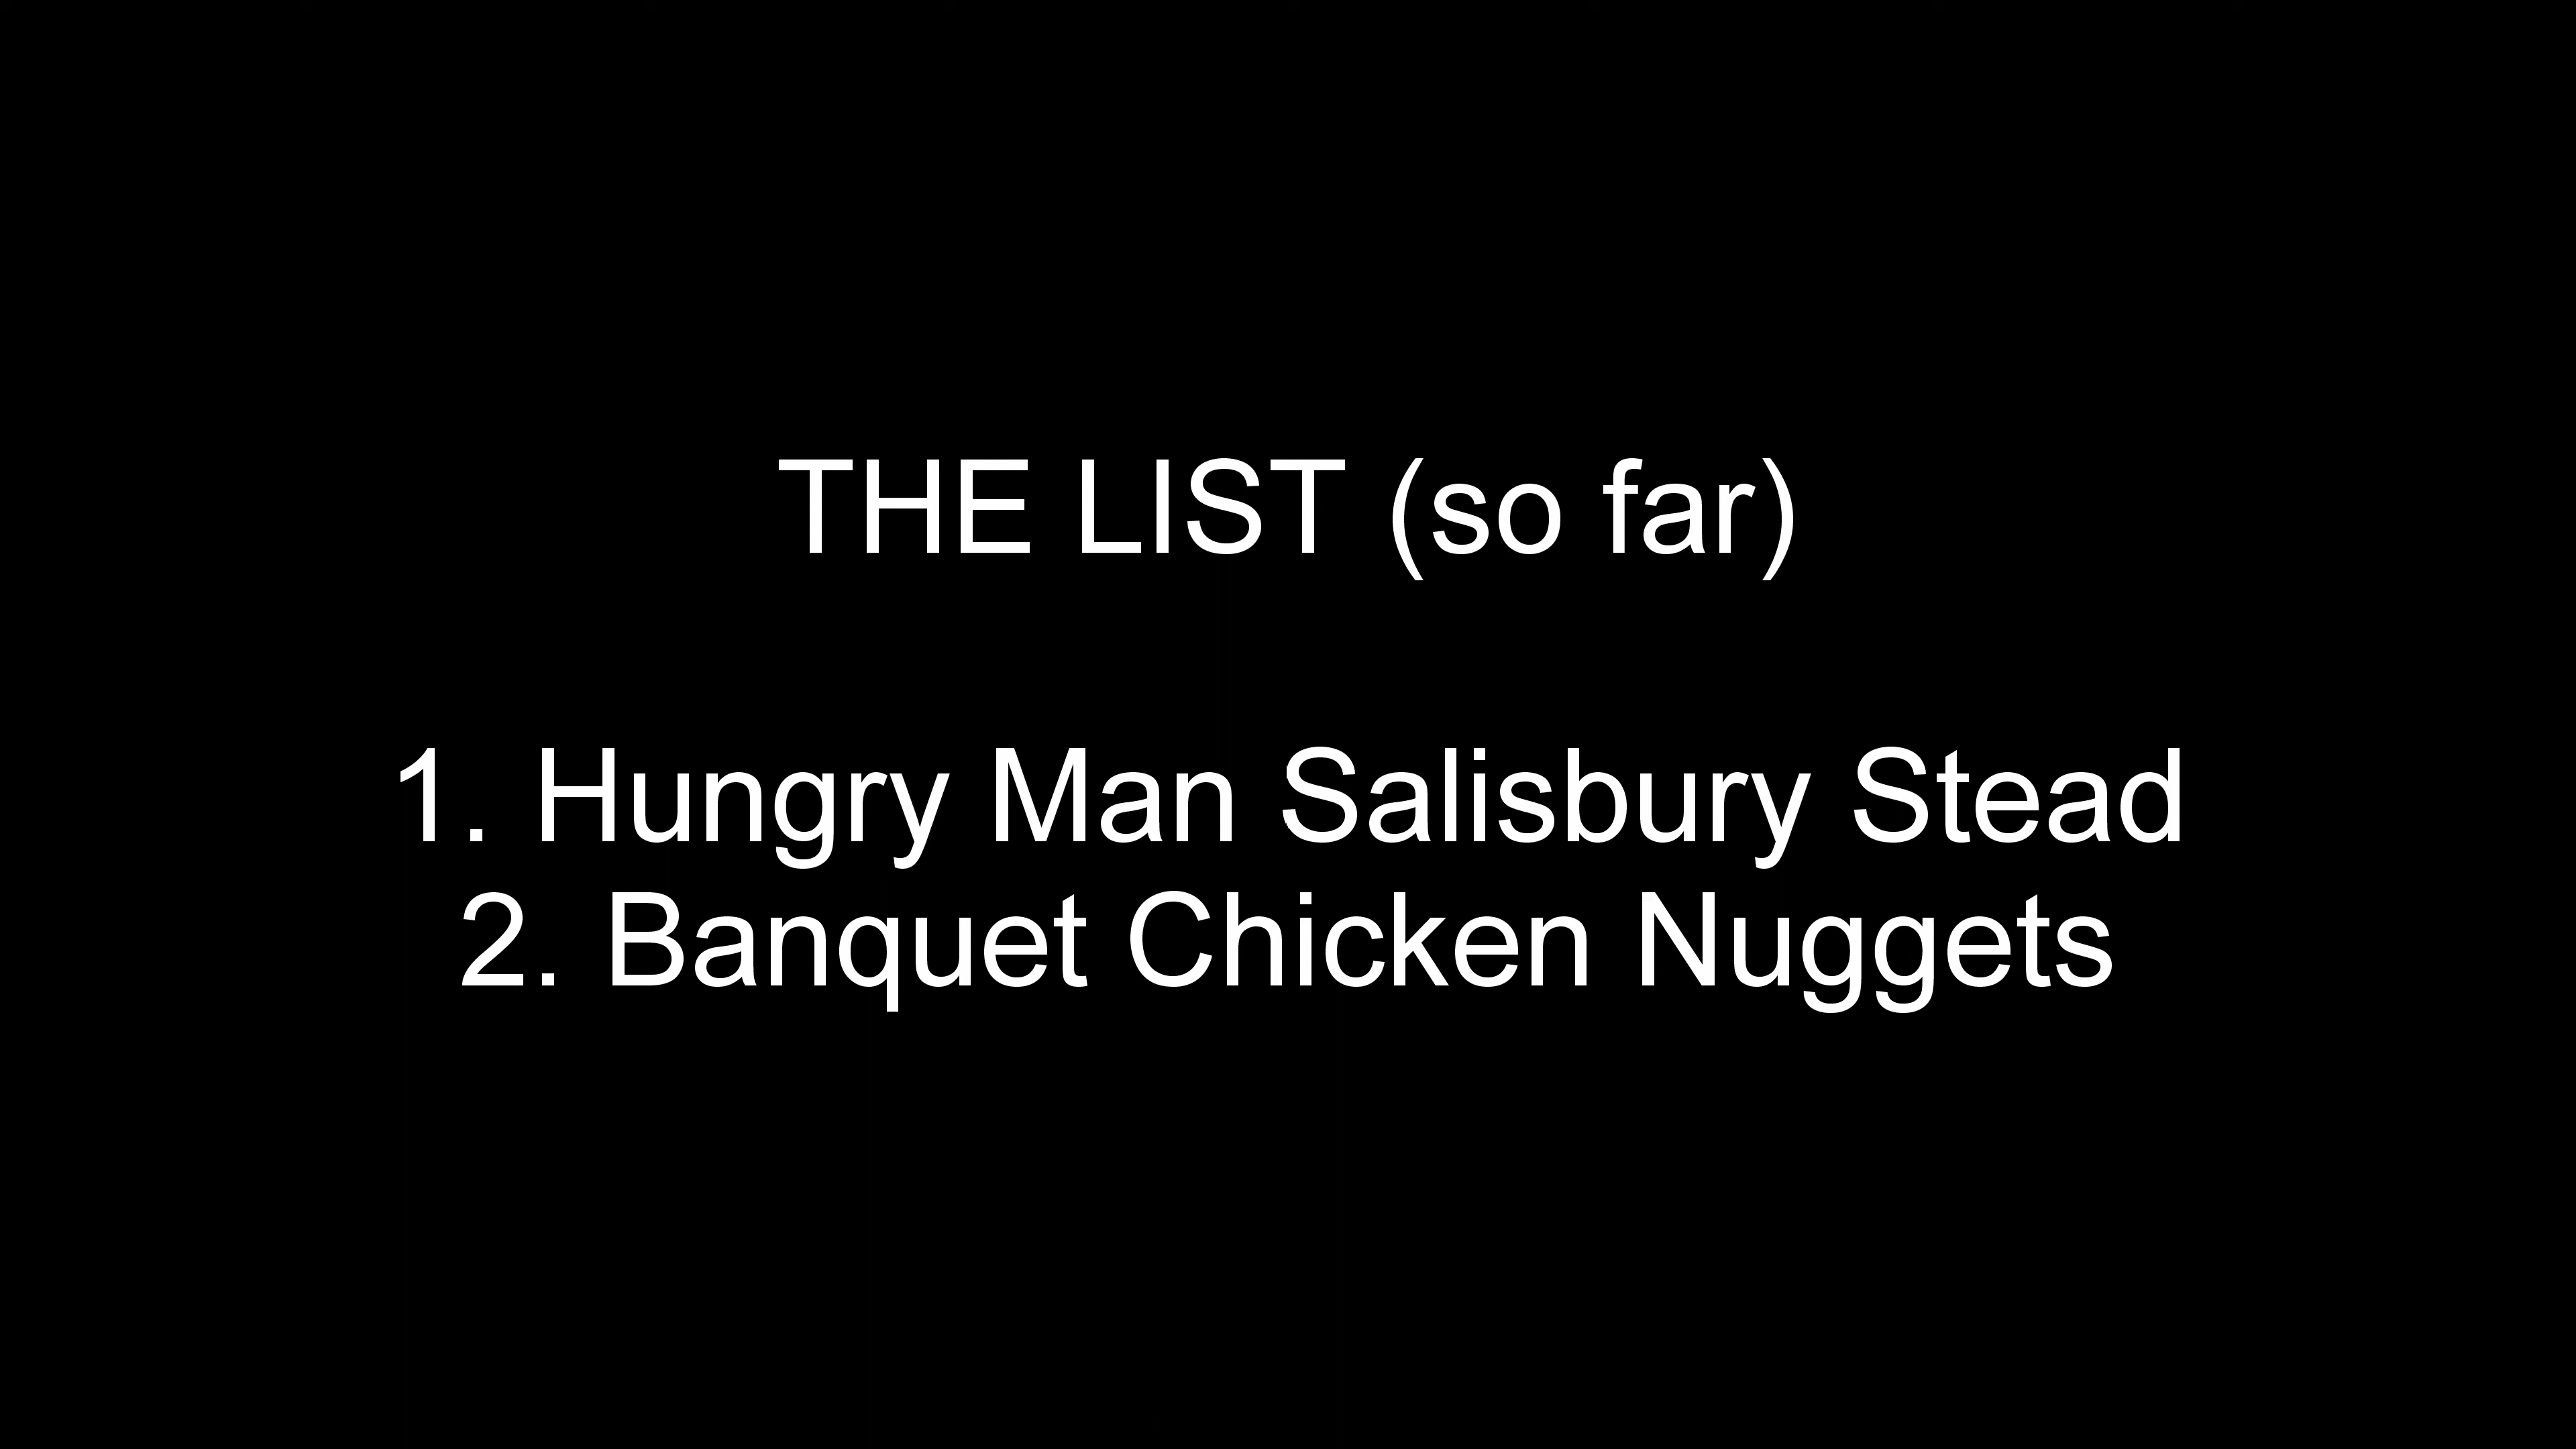 THE LIST (so far)
1. Hungry Man Salisbury Stead
2. Banquet Chicken Nuggets